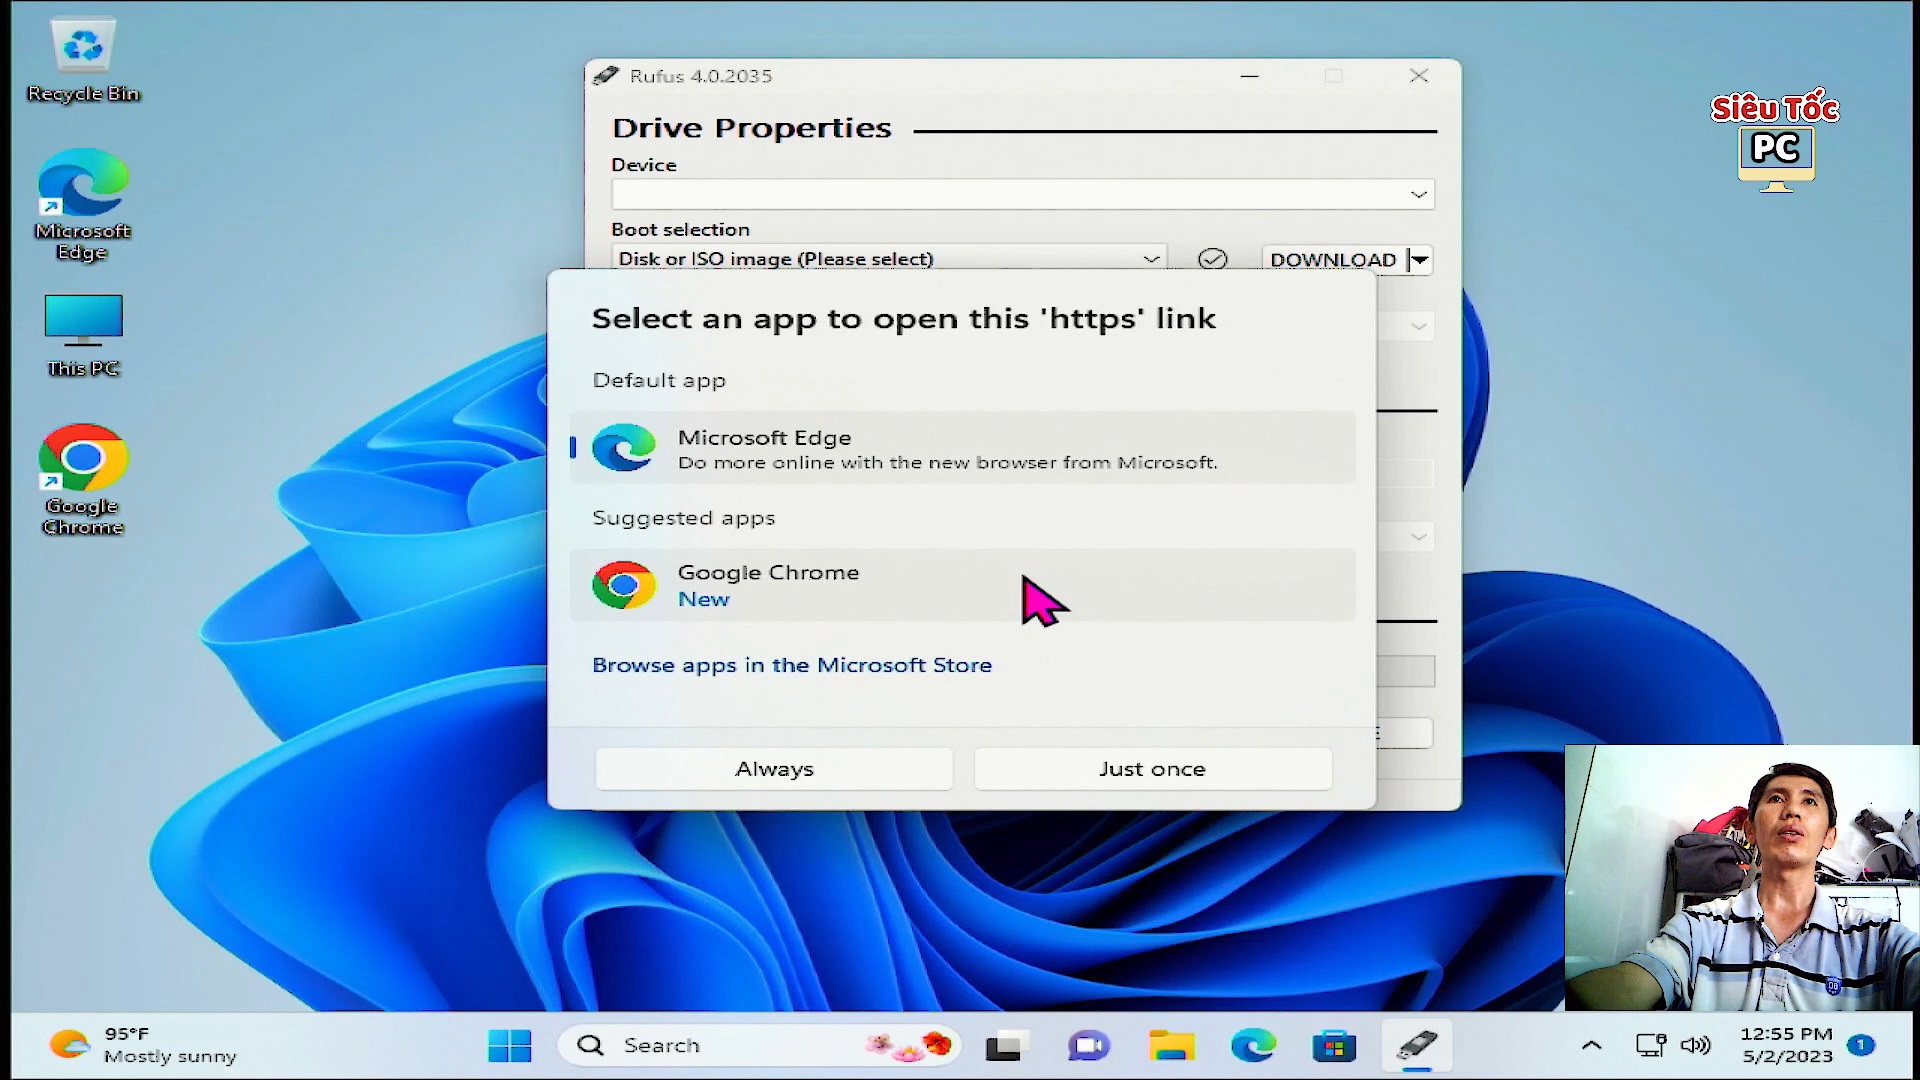 Recycle Bin
Microsoft
Edge
This PC
Google
Chrome
Rufus 4.0.2035
Drive Properties
Device
Boot selection
Disk or ISO image (Please select)
DOWNLOAD
Select an app to open this 'https' link
Default app
Microsoft Edge
Do more online with the new browser from Microsoft.
Suggested apps
Google Chrome
New
Browse apps in the Microsoft Store
Always
Just once
Siêu Tốc
PC
95°F
Mostly sunny
Search
12:55 PM
5/2/2023
1